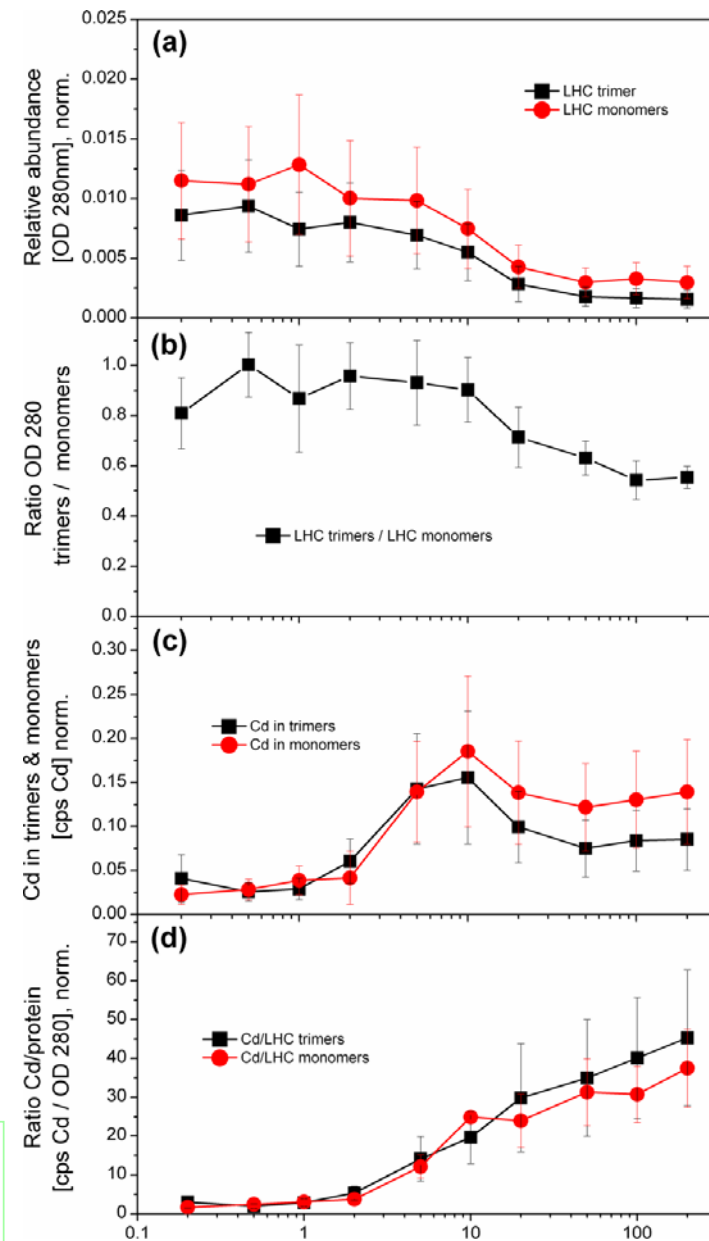 (a)
0.025
0.020
0.015
0.010
0.005
0.000
Relative abundance
[OD 280nm], norm.
LHC trimer
LHC monomers
(b)
1.0
0.8
0.6
0.4
0.2
0.0
Ratio OD 280
trimers / monomers
LHC trimers / LHC monomers
(c)
0.30
0.25
0.20
0.15
0.10
0.05
0.00
Cd in trimers & monomers
[cps Cd] norm.
Cd in trimers
Cd in monomers
(d)
70
60
50
40
30
20
10
0
Ratio Cd/protein
[cps Cd / OD 280], norm.
Cd/LHC trimers
Cd/LHC monomers
0.1
1
10
100